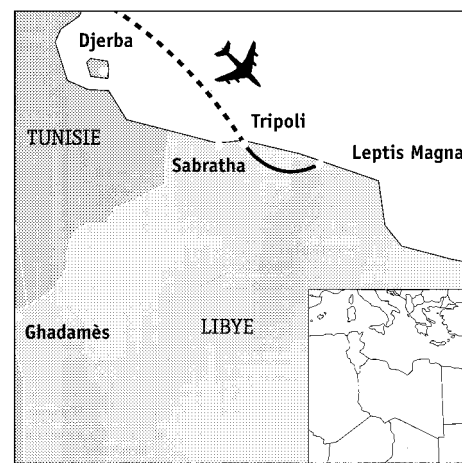 Djerba
TUNISIE
Tripoli
Sabratha
Leptis Magna
Ghadamès
LIBYE